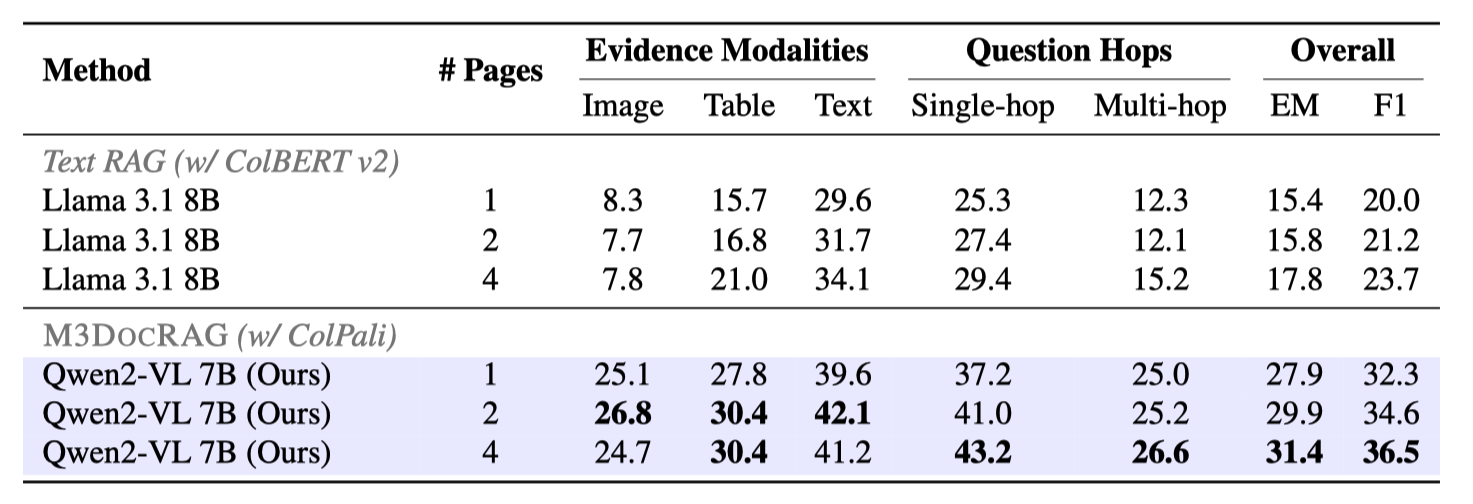 Method # Pages Evidence Modalities Question Hops Overall
Image Table Text Single-hop Multi-hop EM F1
Text RAG (w/ ColBERT v2)
Llama 3.1 8B 1 8.3 15.7 29.6 25.3 12.3 15.4 20.0
Llama 3.1 8B 2 7.7 16.8 31.7 27.4 12.1 15.8 21.2
Llama 3.1 8B 4 7.8 21.0 34.1 29.4 15.2 17.8 23.7
M3DOCRAG (w/ ColPali)
Qwen2-VL 7B (Ours) 1 25.1 27.8 39.6 37.2 25.0 27.9 32.3
Qwen2-VL 7B (Ours) 2 26.8 30.4 42.1 41.0 25.2 29.9 34.6
Qwen2-VL 7B (Ours) 4 24.7 30.4 41.2 43.2 26.6 31.4 36.5